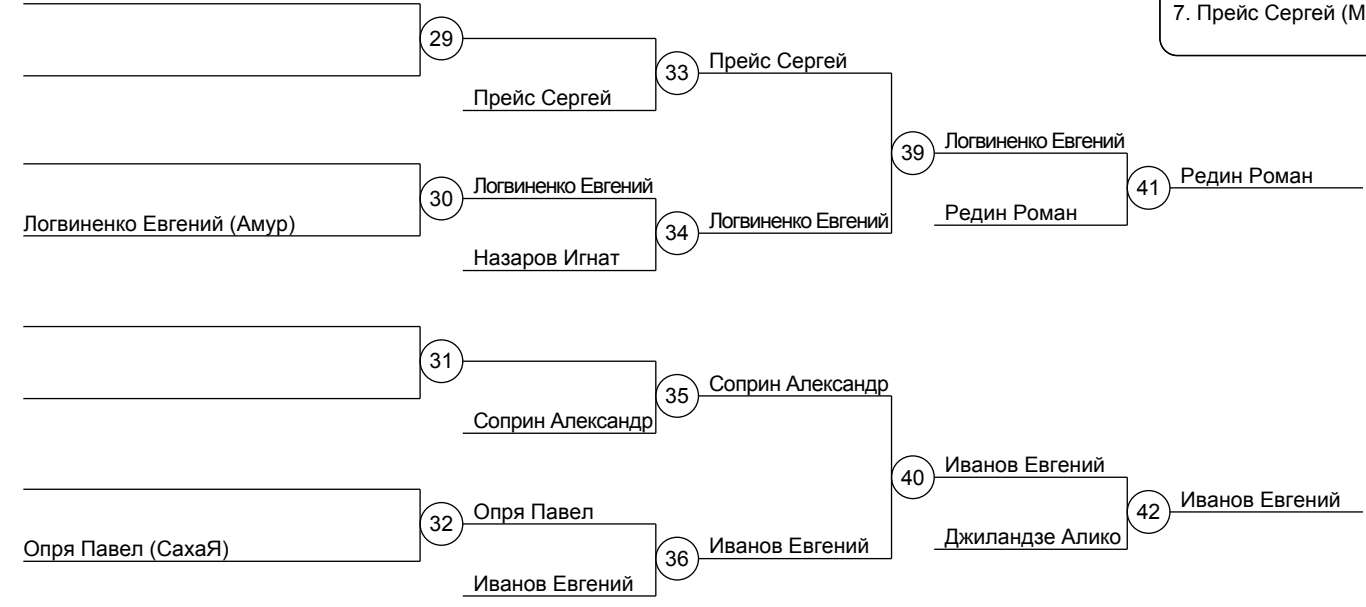 7. Прейс Сергей (М
29
33
Прейс Сергей
Прейс Сергей
39
Логвиненко Евгений
41
Редин Роман
30
Логвиненко Евгений
Логвиненко Евгений (Амур)
34
Логвиненко Евгений
Редин Роман
Назаров Игнат
31
35
Соприн Александр
Соприн Александр
40
Иванов Евгений
42
Иванов Евгений
32
Опря Павел
Опря Павел (СахаЯ)
36
Иванов Евгений
Джиландзе Алико
Иванов Евгений